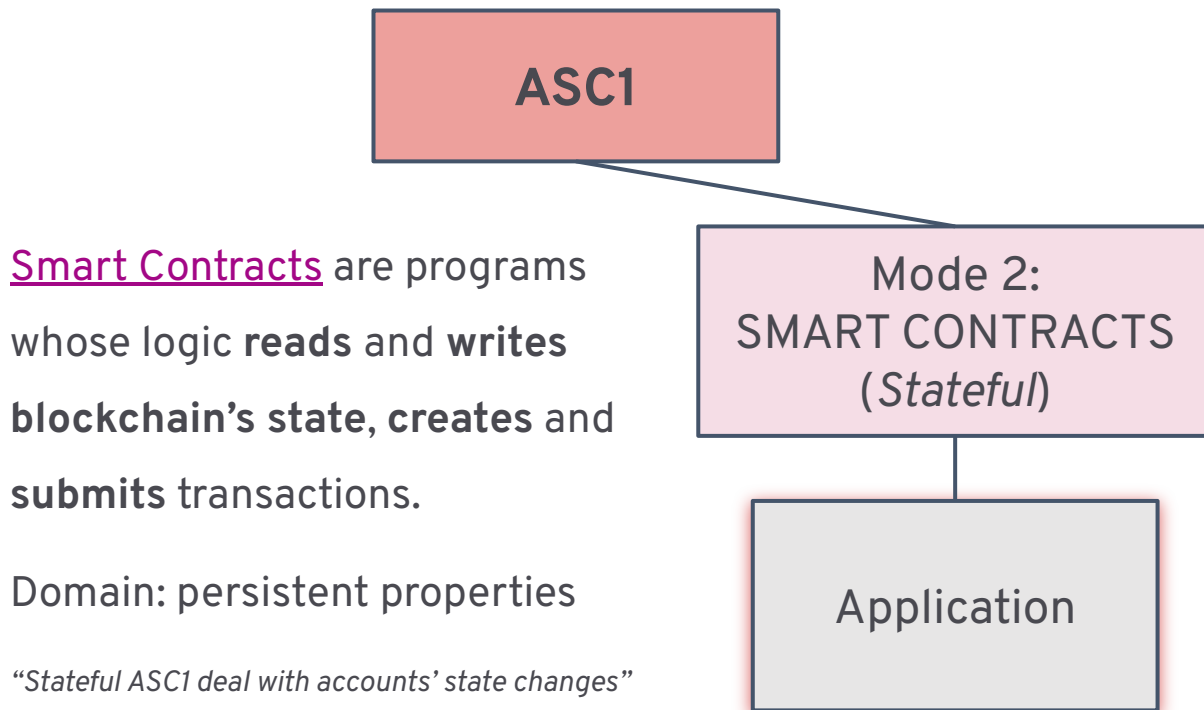 ASC1
Smart Contracts are programs
whose logic reads and writes
blockchain’s state, creates and
submits transactions.
Domain: persistent properties
“Stateful ASC1 deal with accounts’ state changes”
Mode 2:
SMART CONTRACTS
(Stateful)
Application